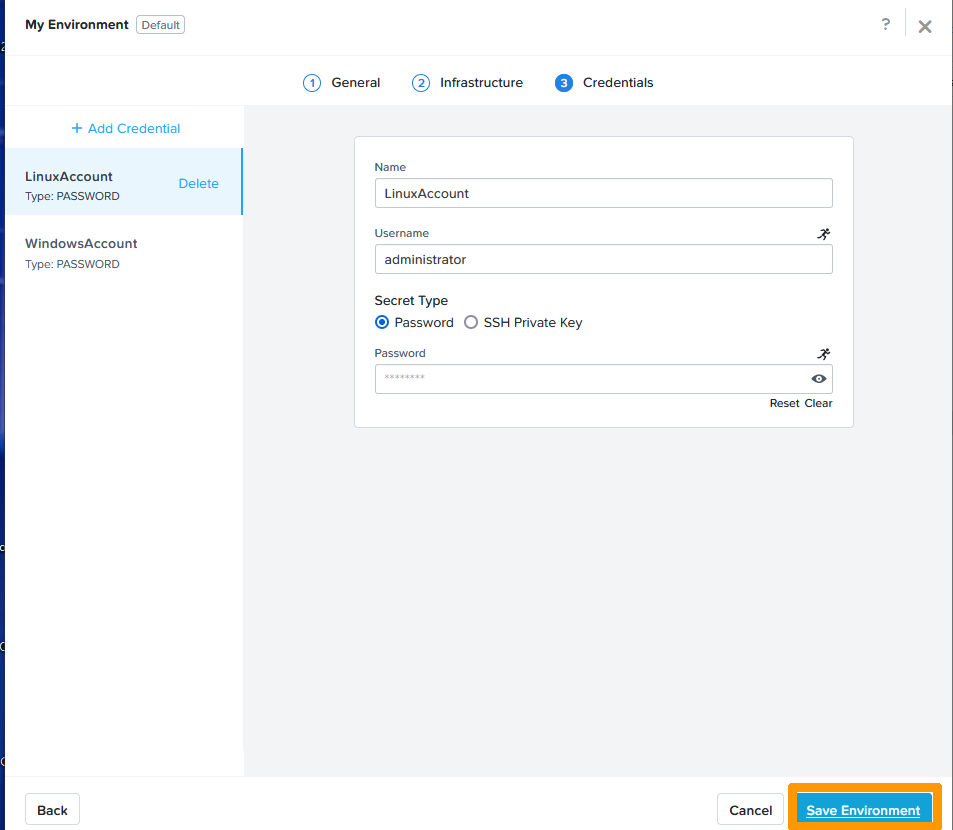 My Environment Default ?
1 General 2 Infrastructure 3 Credentials
+ Add Credential
LinuxAccount
Type: PASSWORD
Delete
WindowsAccount
Type: PASSWORD
Name
LinuxAccount
Username
administrator
Secret Type
Password SSH Private Key
Password
********
Reset Clear
Back Cancel Save Environment